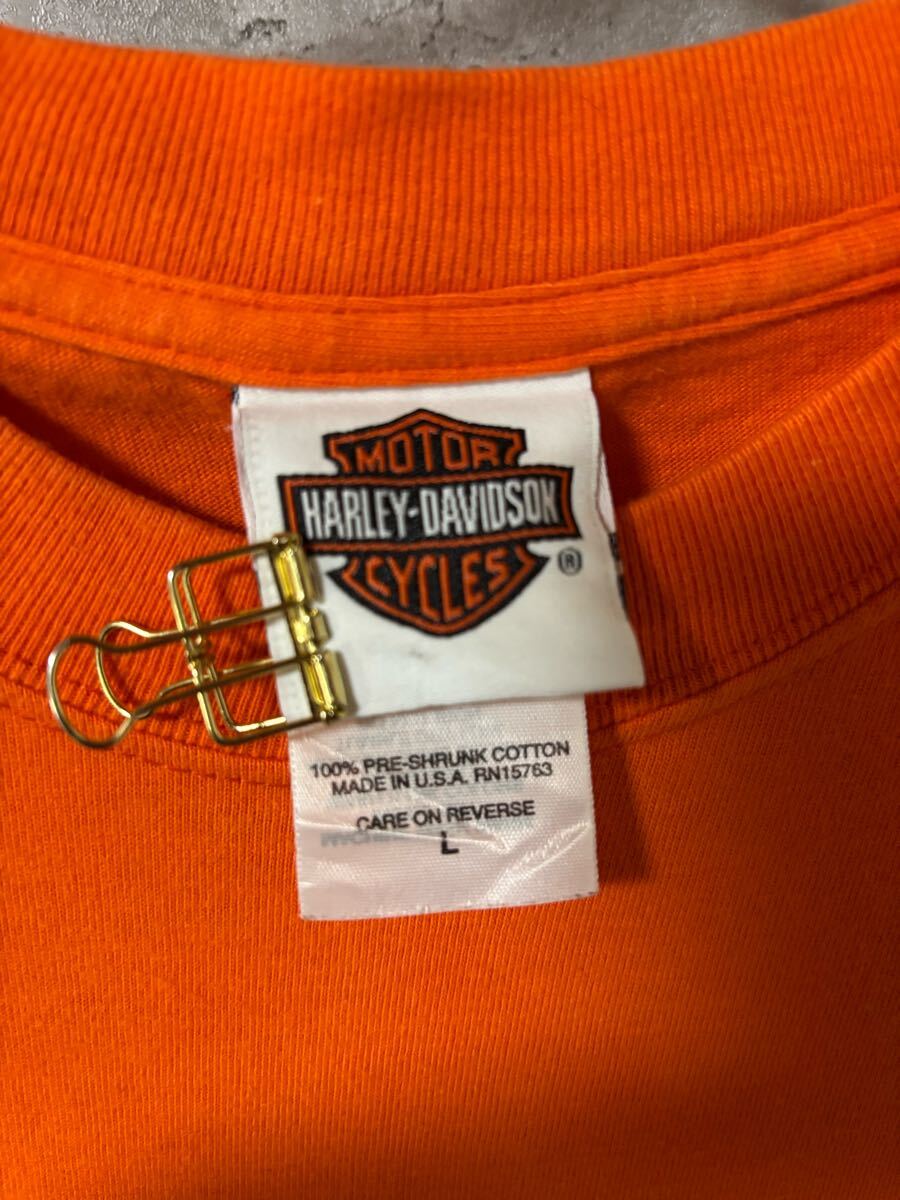 MOTOR
HARLEY-DAVIDSON
CYCLES
®
100% PRE-SHRUNK COTTON
MADE IN U.S.A. RN15763
CARE ON REVERSE
L